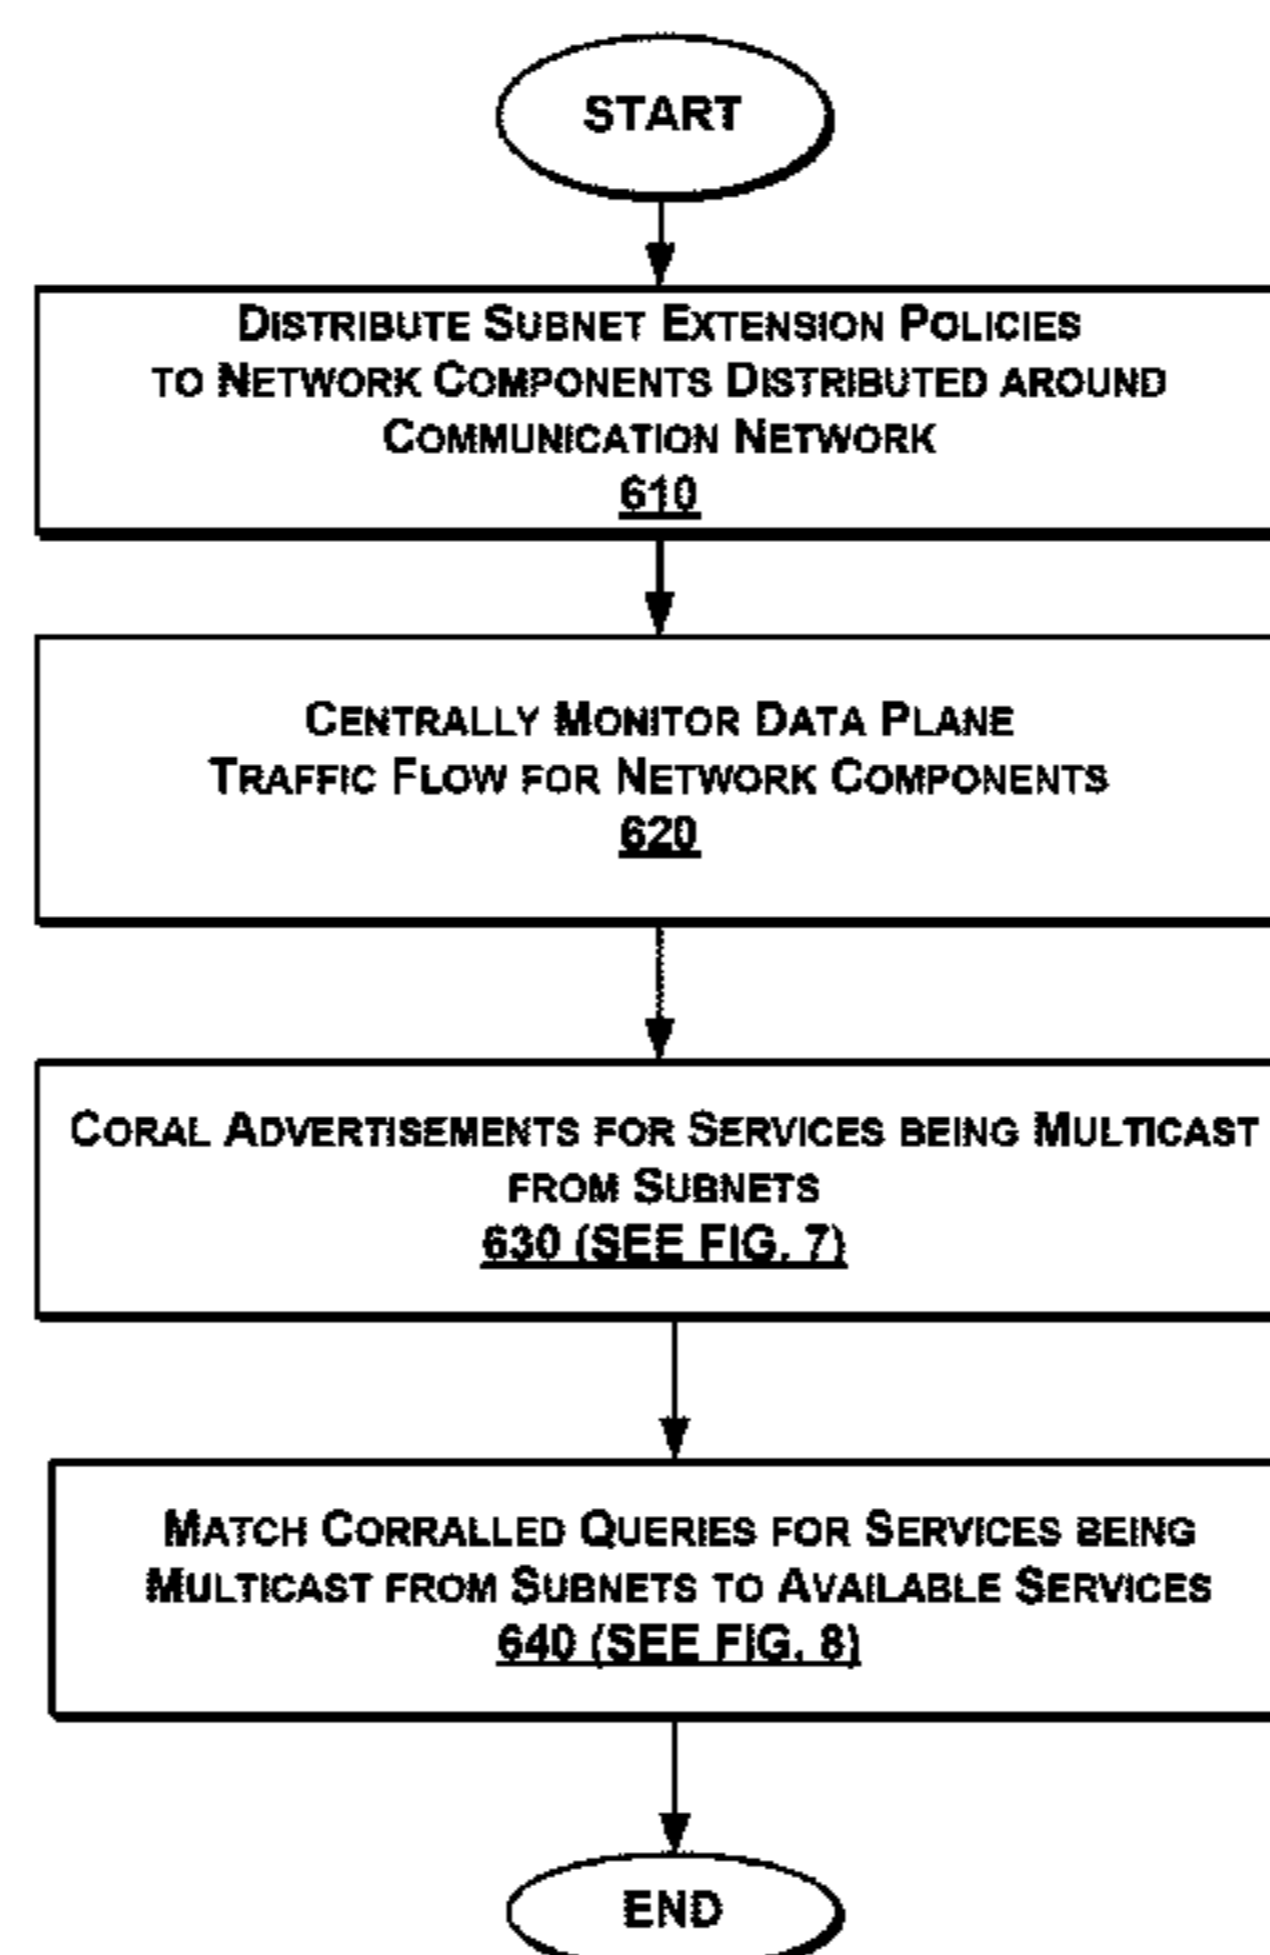 START
DISTRIBUTE SUBNET EXTENSION POLICIES
TO NETWORK COMPONENTS DISTRIBUTED AROUND
COMMUNICATION NETWORK
610
CENTRALLY MONITOR DATA PLANE
TRAFFIC FLOW FOR NETWORK COMPONENTS
620
CORAL ADVERTISEMENTS FOR SERVICES BEING MULTICAST
FROM SUBNETS
630 (SEE FIG. 7)
MATCH CORRALLED QUERIES FOR SERVICES BEING
MULTICAST FROM SUBNETS TO AVAILABLE SERVICES
640 (SEE FIG. 8)
END